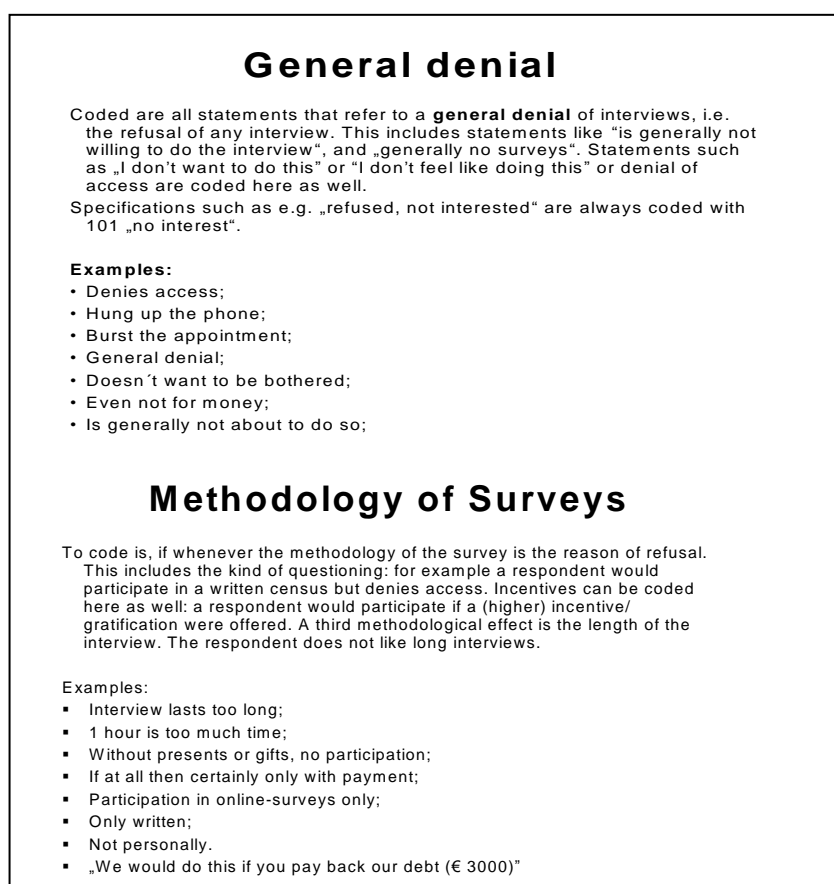 General denial
Coded are all statements that refer to a general denial of interviews, i.e.
the refusal of any interview. This includes statements like “is generally not
willing to do the interview“, and „generally no surveys“. Statements such
as „I don’t want to do this” or “I don’t feel like doing this” or denial of
access are coded here as well.
Specifications such as e.g. „refused, not interested“ are always coded with
101 „no interest“.
Examples:
• Denies access;
• Hung up the phone;
• Burst the appointment;
• General denial;
• Doesn´t want to be bothered;
• Even not for money;
• Is generally not about to do so;
Methodology of Surveys
To code is, if whenever the methodology of the survey is the reason of refusal.
This includes the kind of questioning: for example a respondent would
participate in a written census but denies access. Incentives can be coded
here as well: a respondent would participate if a (higher) incentive/
gratification were offered. A third methodological effect is the length of the
interview. The respondent does not like long interviews.
Examples:
▪ Interview lasts too long;
▪ 1 hour is too much time;
▪ Without presents or gifts, no participation;
▪ If at all then certainly only with payment;
▪ Participation in online-surveys only;
▪ Only written;
▪ Not personally.
▪ „We would do this if you pay back our debt (€ 3000)”